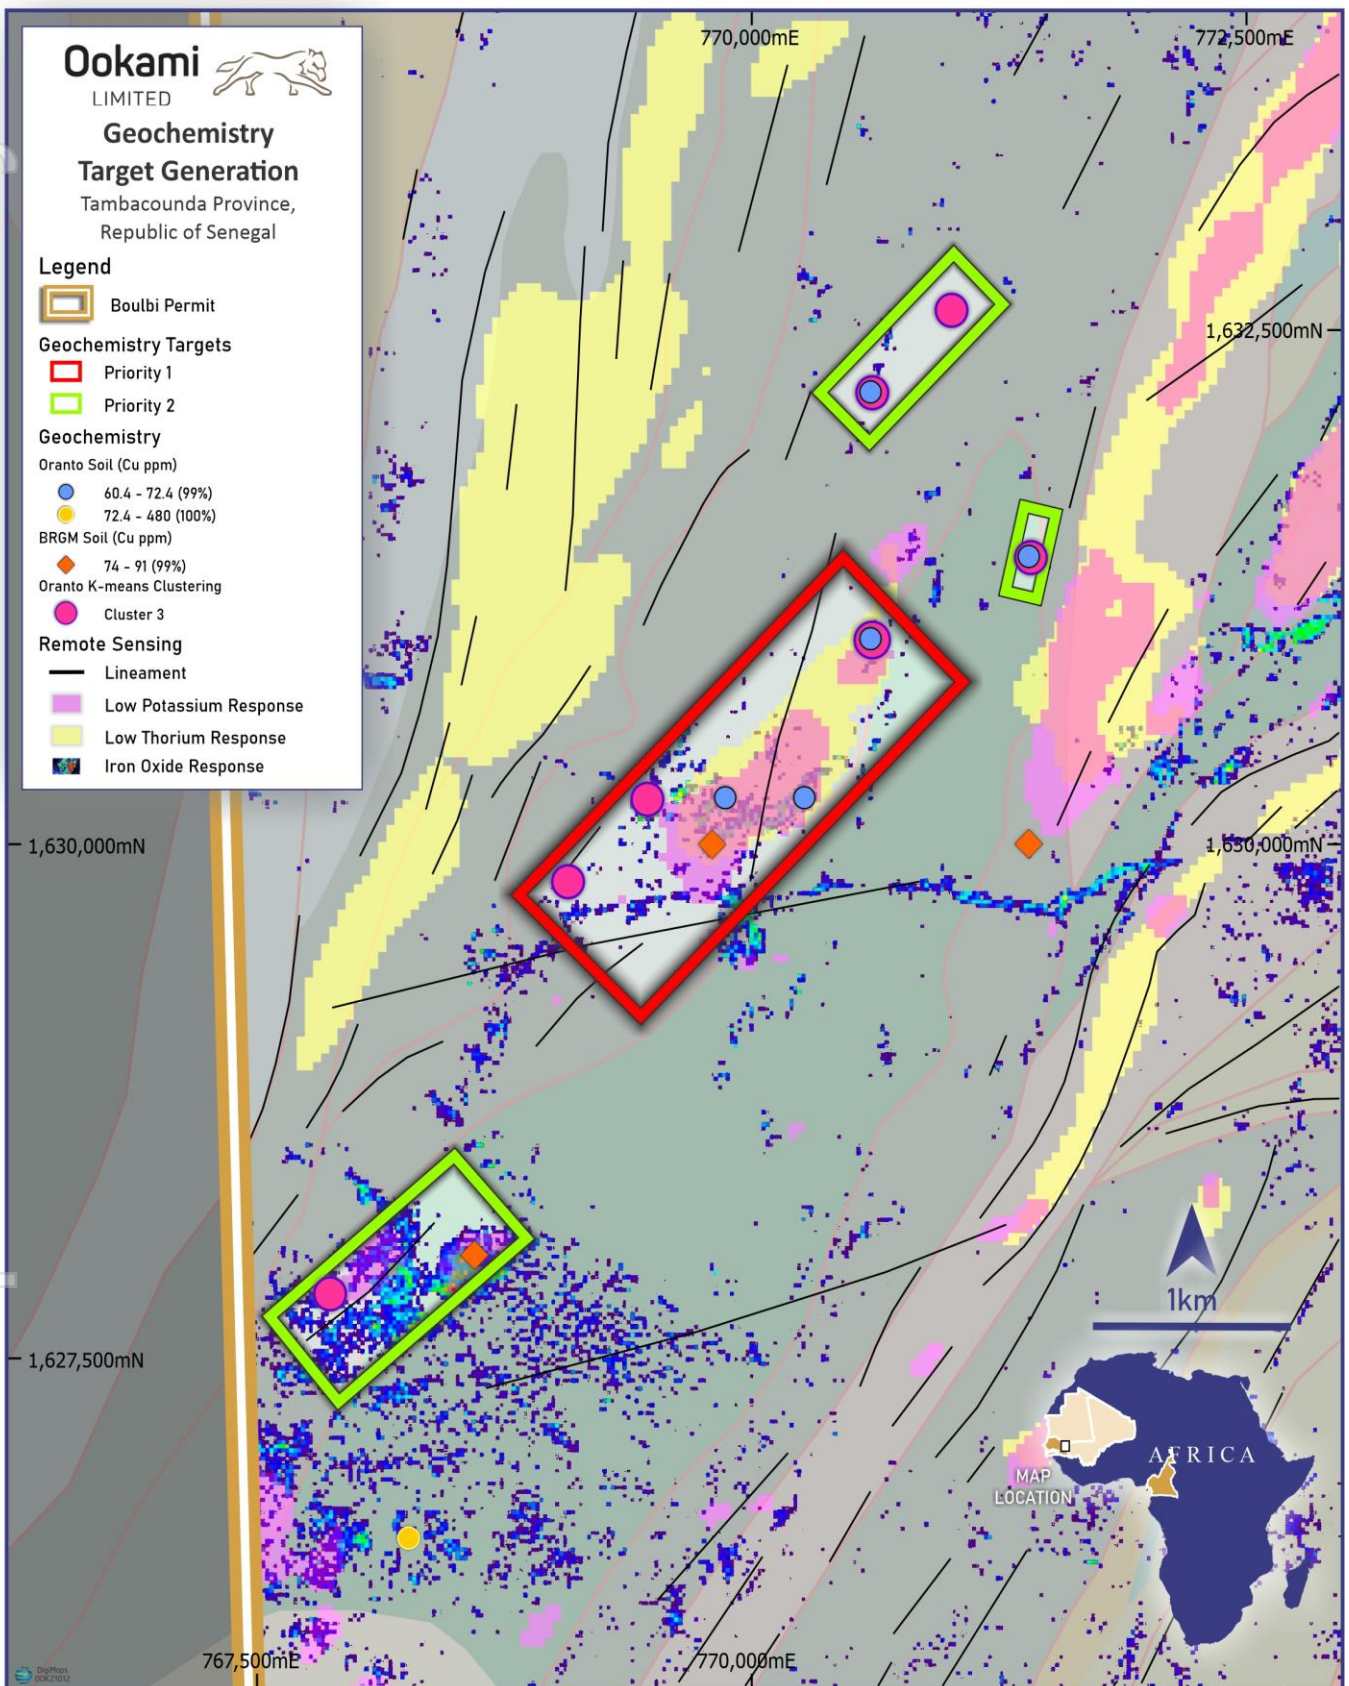 Ookami
LIMITED
Geochemistry
Target Generation
Tambacounda Province,
Republic of Senegal
Legend
Boulbi Permit
Geochemistry Targets
Priority 1
Priority 2
Geochemistry
Oranto Soil (Cu ppm)
60.4 - 72.4 (99%)
72.4 - 480 (100%)
BRGM Soil (Cu ppm)
74 - 91 (99%)
Oranto K-means Clustering
Cluster 3
Remote Sensing
Lineament
Low Potassium Response
Low Thorium Response
Iron Oxide Response
770,000mE
772,500mE
1,632,500mN
1,630,000mN
1,630,000mN
1,627,500mN
1km
AFRICA
MAP
LOCATION
767,500mE
770,000mE
DigiMaps
OOK21012